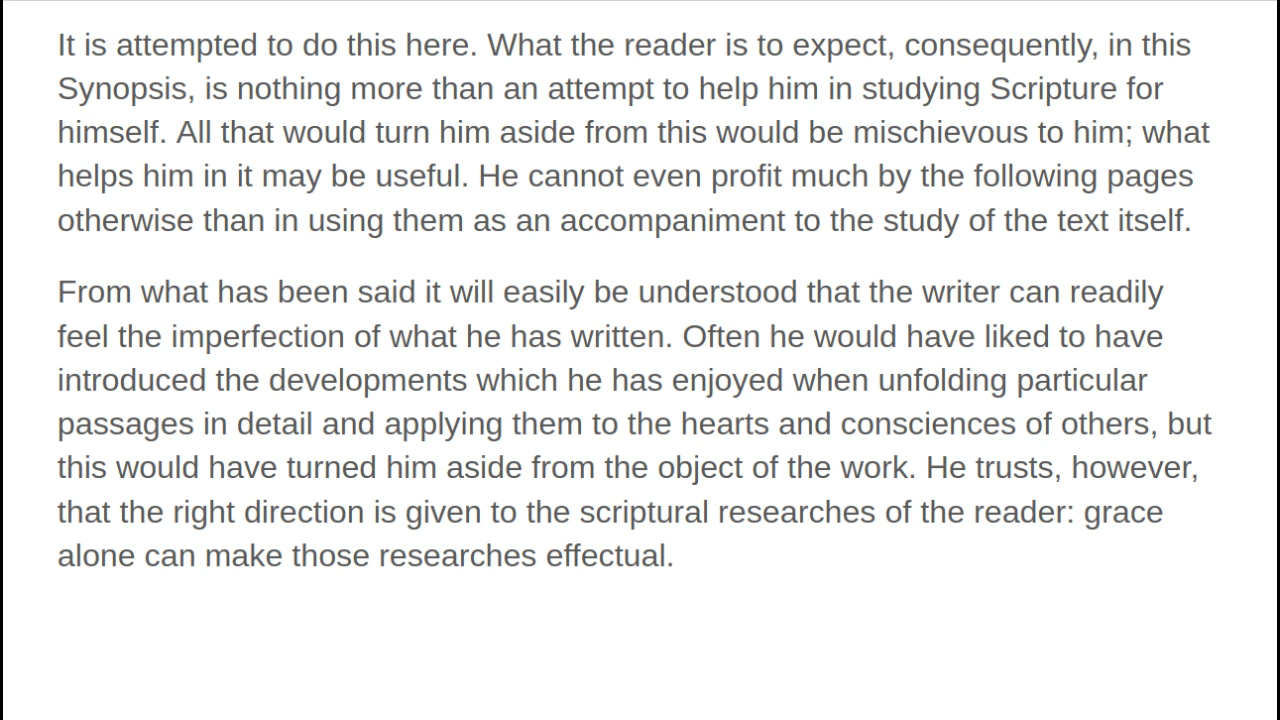 It is attempted to do this here. What the reader is to expect, consequently, in this
Synopsis, is nothing more than an attempt to help him in studying Scripture for
himself. All that would turn him aside from this would be mischievous to him; what
helps him in it may be useful. He cannot even profit much by the following pages
otherwise than in using them as an accompaniment to the study of the text itself.
From what has been said it will easily be understood that the writer can readily
feel the imperfection of what he has written. Often he would have liked to have
introduced the developments which he has enjoyed when unfolding particular
passages in detail and applying them to the hearts and consciences of others, but
this would have turned him aside from the object of the work. He trusts, however,
that the right direction is given to the scriptural researches of the reader: grace
alone can make those researches effectual.